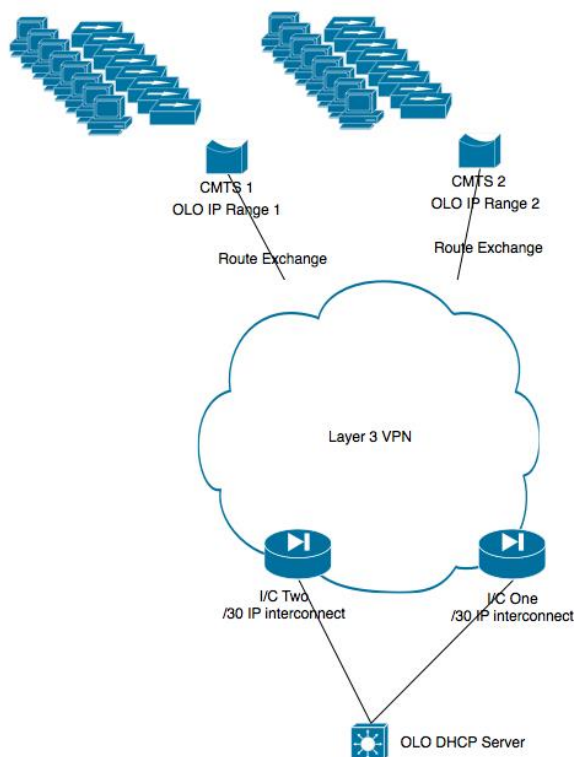 CMTS 1
OLO IP Range 1
CMTS 2
OLO IP Range 2
Route Exchange
Route Exchange
Layer 3 VPN
I/C Two
/30 IP interconnect
I/C One
/30 IP interconnect
OLO DHCP Server